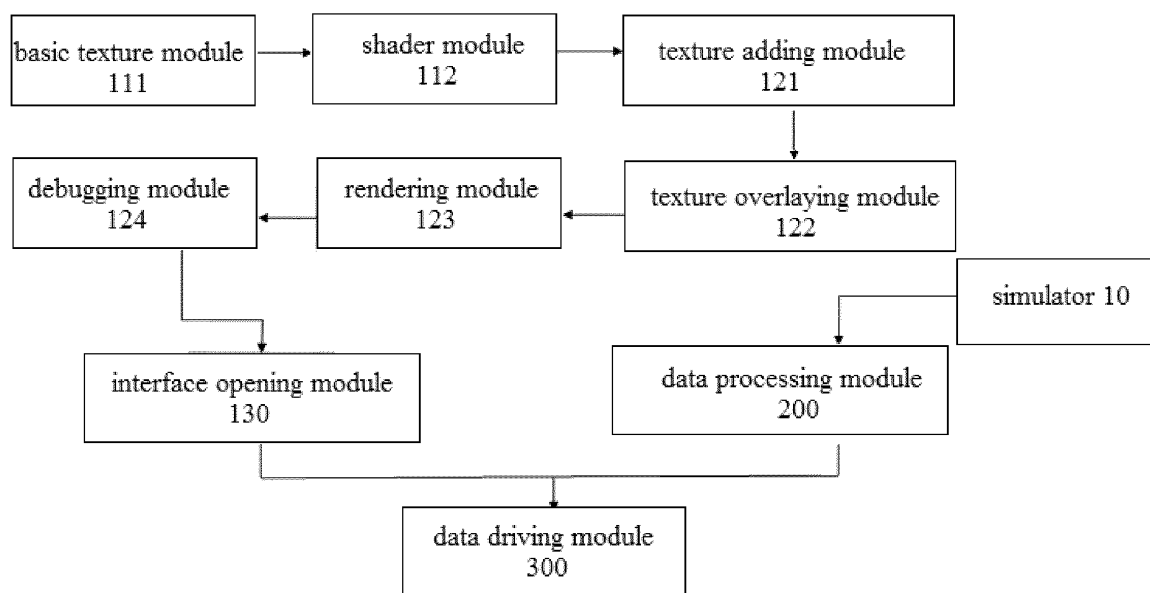 basic texture module
111
shader module
112
texture adding module
121
debugging module
124
rendering module
123
texture overlaying module
122
simulator 10
interface opening module
130
data processing module
200
data driving module
300